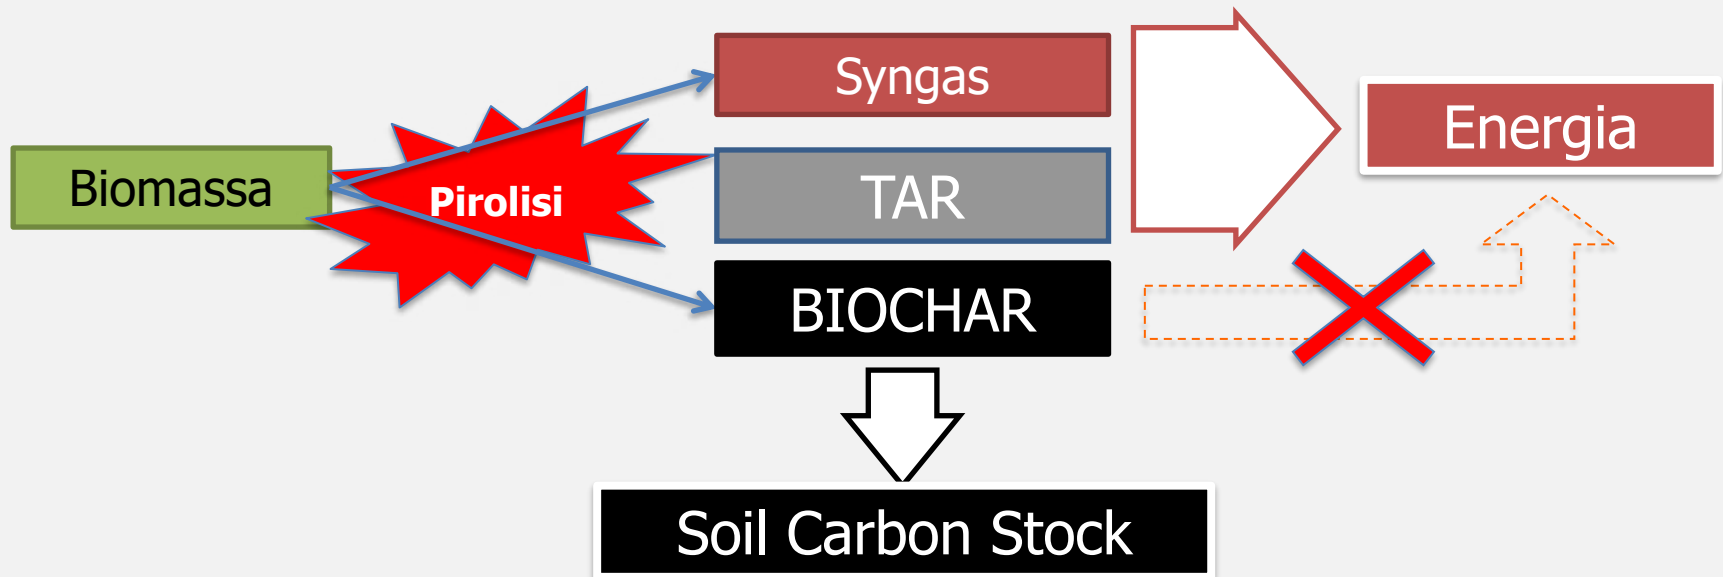 Syngas
Energia
Biomassa
Pirolisi
TAR
BIOCHAR
Soil Carbon Stock